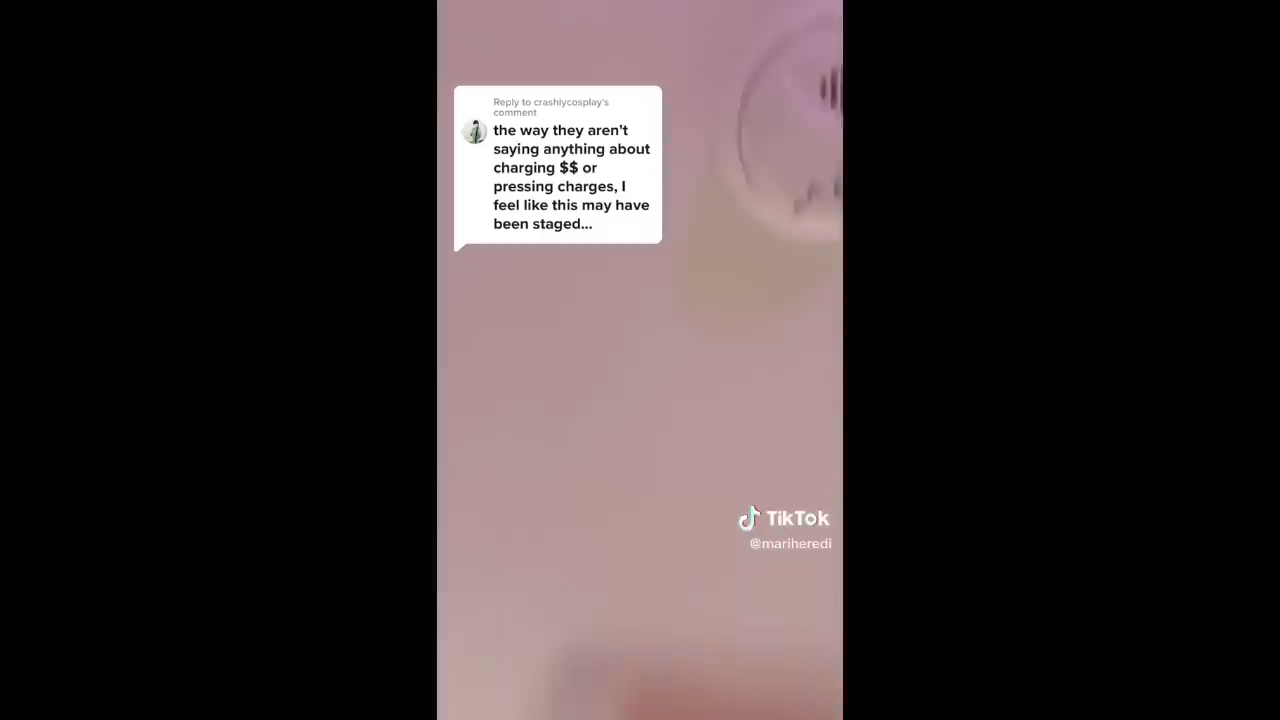 Reply to crashlycosplay's
comment
the way they aren't
saying anything about
charging $$ or
pressing charges, I
feel like this may have
been staged...
TikTok
@mariheredi